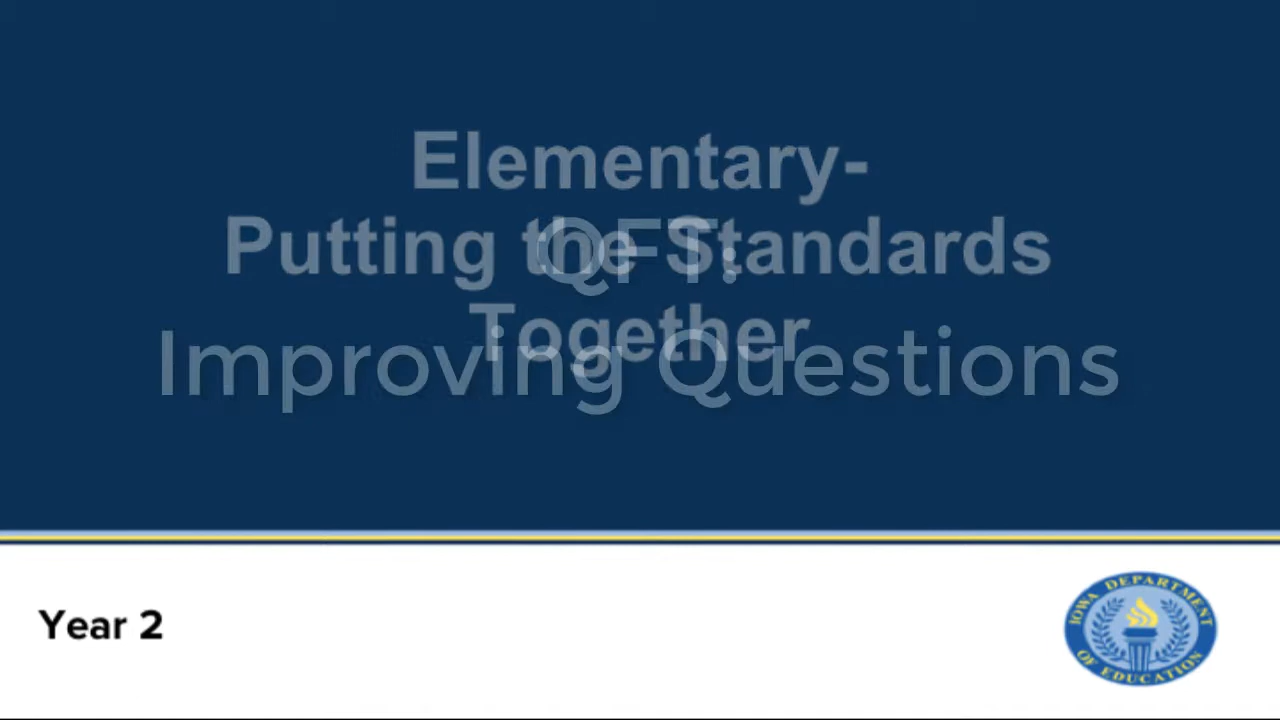 Elementary-
Putting the Standards
Together
QFT:
Improving Questions
Year 2
IOWA DEPARTMENT
OF EDUCATION